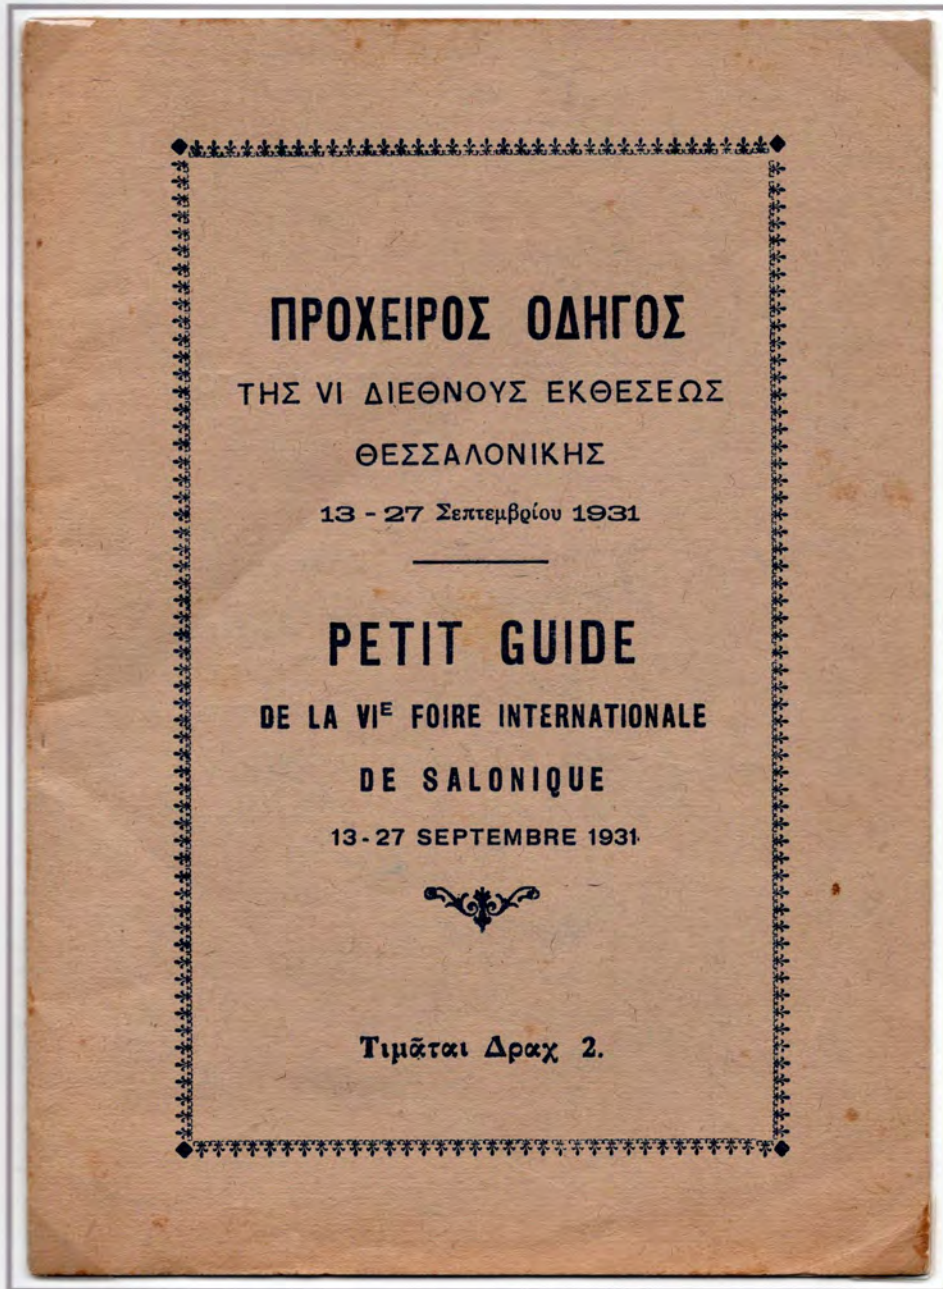 ΠΡΟΧΕΙΡΟΣ ΟΔΗΓΟΣ
ΤΗΣ VI ΔΙΕΘΝΟΥΣ ΕΚΘΕΣΕΩΣ
ΘΕΣΣΑΛΟΝΙΚΗΣ
13 - 27 Σεπτεμβρίου 1931
PETIT GUIDE
DE LA VIᴱ FOIRE INTERNATIONALE
DE SALONIQUE
13-27 SEPTEMBRE 1931.
Τιμᾶται Δραχ 2.